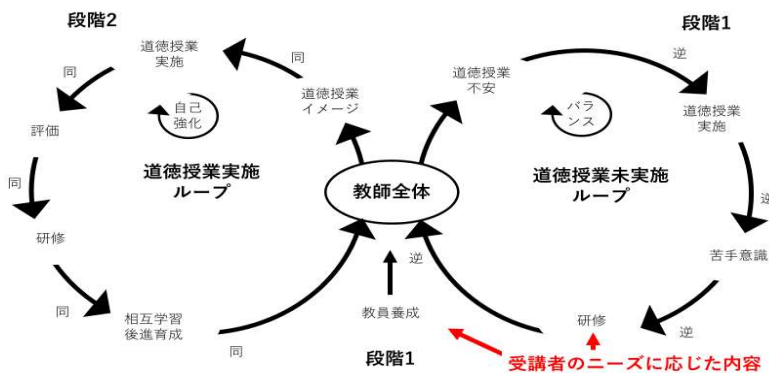 段階2
段階1
道徳授業
実施
同
同
逆
道徳授業
不安
道徳授業
イメージ
自己
強化
バラ
ンス
道徳授業
実施
評価
道徳授業実施
ループ
教師全体
道徳授業未実施
ループ
同
逆
研修
苦手意識
逆
教員養成
相互学習
後進育成
同
同
研修
逆
段階1
受講者のニーズに応じた内容